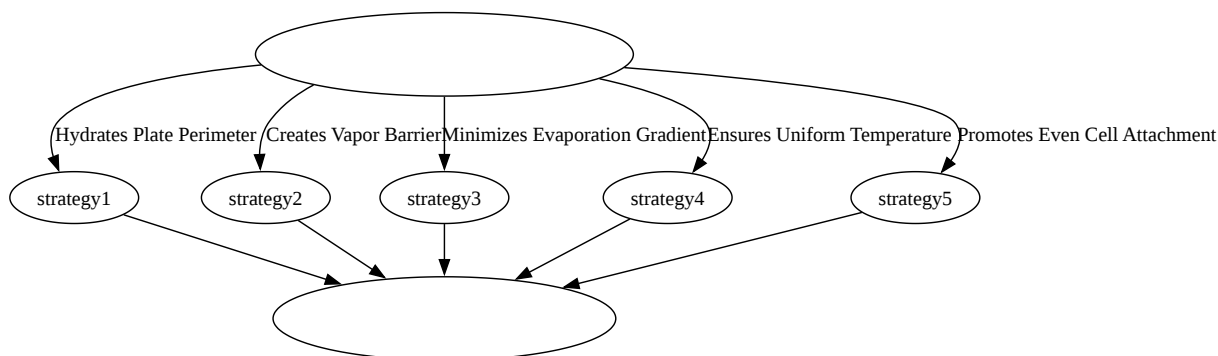 Hydrates Plate Perimeter
Creates Vapor Barrier
Minimizes Evaporation Gradient
Ensures Uniform Temperature
Promotes Even Cell Attachment
strategy1
strategy2
strategy3
strategy4
strategy5